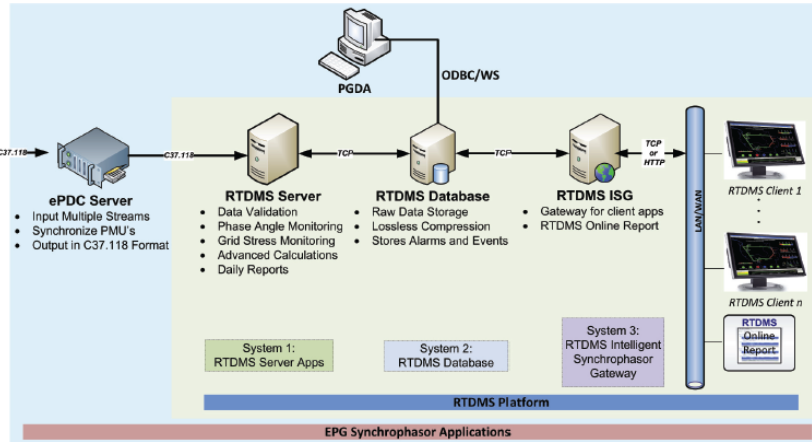 PGDA
ODBC/WS
C37.118
C37.118
TCP
TCP
TCP
or
HTTP
LAN/WAN
ePDC Server
• Input Multiple Streams
• Synchronize PMU's
• Output in C37.118 Format
RTDMS Server
• Data Validation
• Phase Angle Monitoring
• Grid Stress Monitoring
• Advanced Calculations
• Daily Reports
RTDMS Database
• Raw Data Storage
• Lossless Compression
• Stores Alarms and Events
RTDMS ISG
• Gateway for client apps
• RTDMS Online Report
RTDMS Client 1
RTDMS Client n
RTDMS
Online
Report
System 1:
RTDMS Server Apps
System 2:
RTDMS Database
System 3:
RTDMS Intelligent
Synchrophasor
Gateway
RTDMS Platform
EPG Synchrophasor Applications